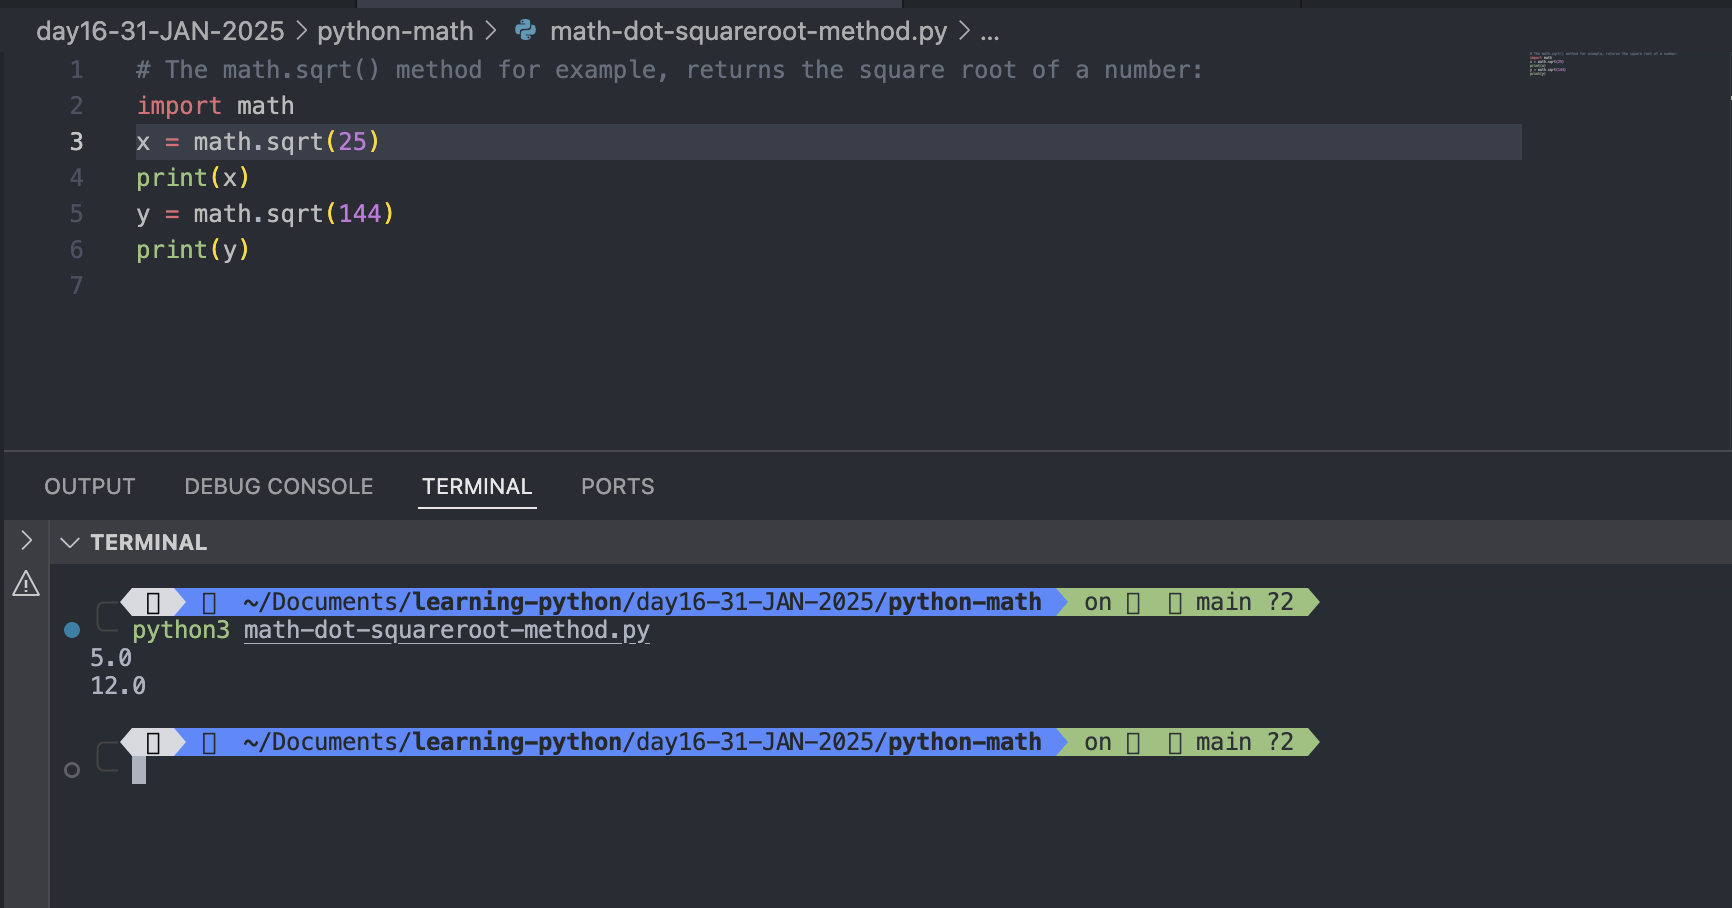 day16-31-JAN-2025 > python-math > math-dot-squareroot-method.py > ...
1 # The math.sqrt() method for example, returns the square root of a number:
2 import math
3 x = math.sqrt(25)
4 print(x)
5 y = math.sqrt(144)
6 print(y)
7
OUTPUT DEBUG CONSOLE TERMINAL PORTS
TERMINAL
~/Documents/learning-python/day16-31-JAN-2025/python-math on main ?2
python3 math-dot-squareroot-method.py
5.0
12.0
~/Documents/learning-python/day16-31-JAN-2025/python-math on main ?2